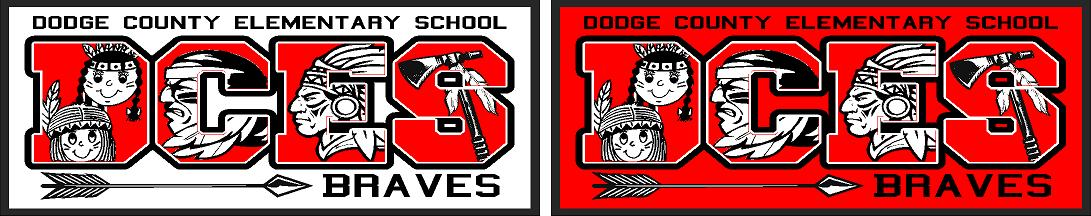 DODGE COUNTY ELEMENTARY SCHOOL
DCES
BRAVES
DODGE COUNTY ELEMENTARY SCHOOL
DCES
BRAVES